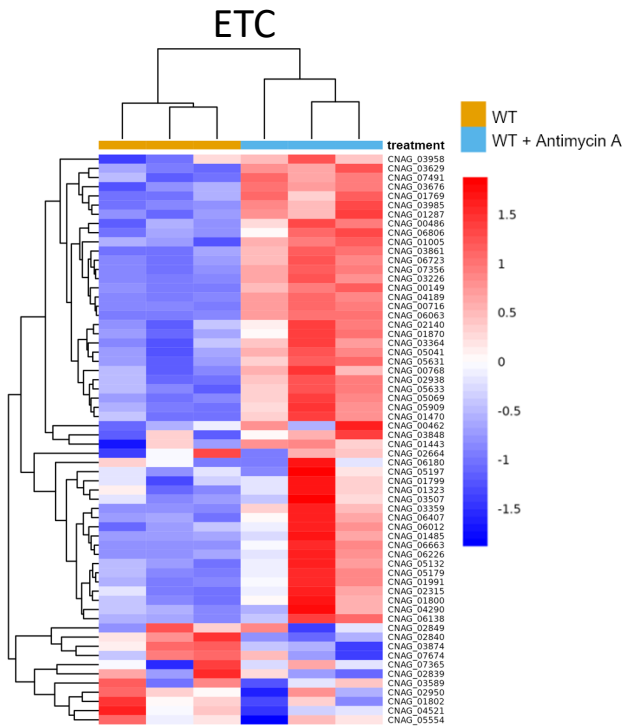 ETC
WT
WT + Antimycin A
treatment
CNAG_03958
CNAG_03629
CNAG_07491
CNAG_03676
CNAG_01769
CNAG_03985
CNAG_01287
CNAG_00486
CNAG_06806
CNAG_01005
CNAG_03861
CNAG_06723
CNAG_07356
CNAG_03226
CNAG_00149
CNAG_04189
CNAG_00716
CNAG_06063
CNAG_02140
CNAG_01870
CNAG_03364
CNAG_05041
CNAG_05631
CNAG_00768
CNAG_02938
CNAG_05633
CNAG_05069
CNAG_05909
CNAG_01470
CNAG_00462
CNAG_03848
CNAG_01443
CNAG_02664
CNAG_06180
CNAG_05197
CNAG_01799
CNAG_01323
CNAG_03507
CNAG_03359
CNAG_06407
CNAG_06012
CNAG_01485
CNAG_06663
CNAG_06226
CNAG_05132
CNAG_05179
CNAG_01991
CNAG_02315
CNAG_01800
CNAG_04290
CNAG_06138
CNAG_02849
CNAG_02840
CNAG_03874
CNAG_07674
CNAG_07365
CNAG_02839
CNAG_03589
CNAG_02950
CNAG_01802
CNAG_04521
CNAG_05554
1.5
1
0.5
0
-0.5
-1
-1.5